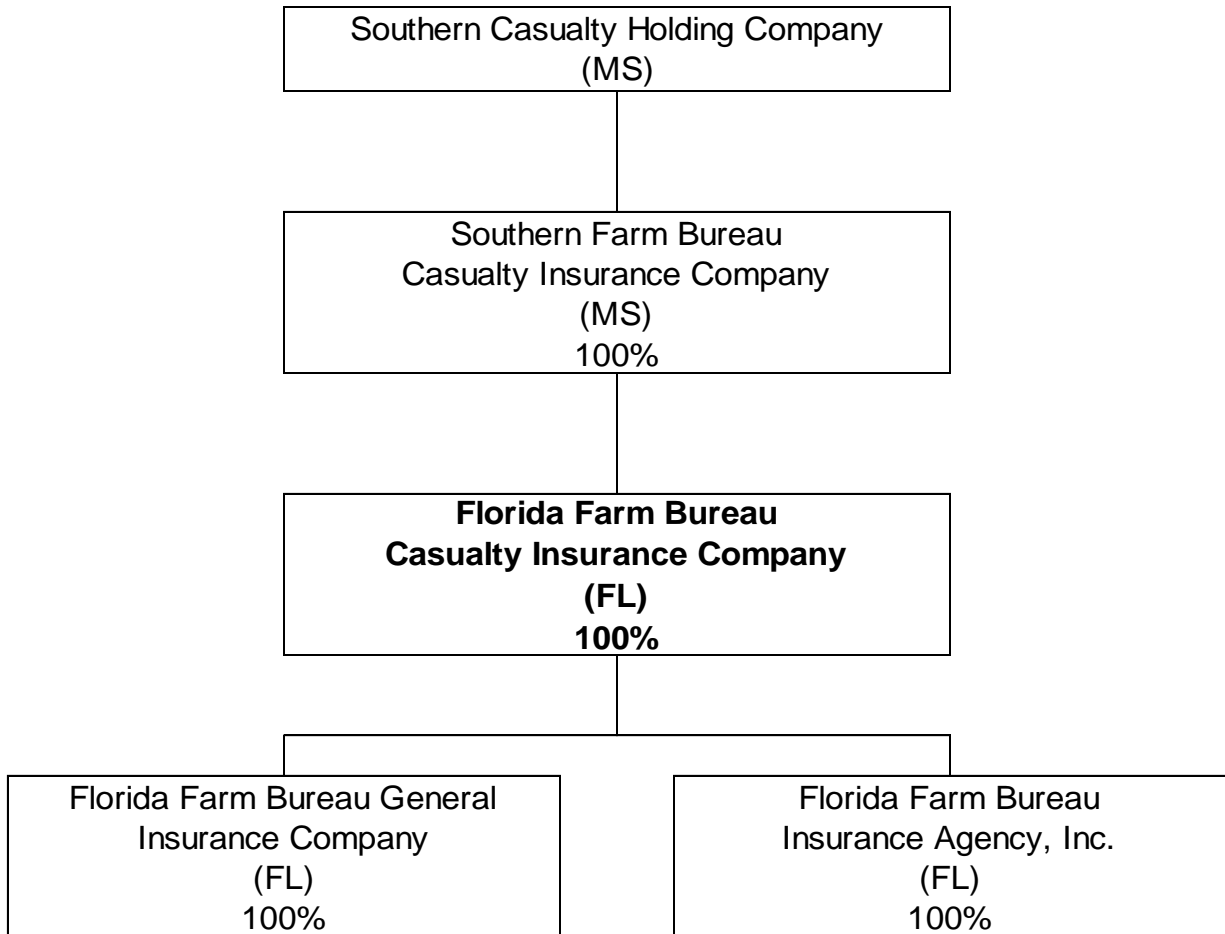 Southern Casualty Holding Company
(MS)
Southern Farm Bureau
Casualty Insurance Company
(MS)
100%
Florida Farm Bureau
Casualty Insurance Company
(FL)
100%
Florida Farm Bureau General
Insurance Company
(FL)
100%
Florida Farm Bureau
Insurance Agency, Inc.
(FL)
100%